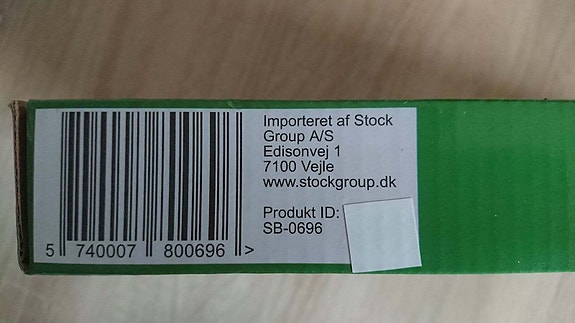 Importeret af Stock
Group A/S
Edisonvej 1
7100 Vejle
www.stockgroup.dk
Produkt ID:
SB-0696
5 740007 800696 >